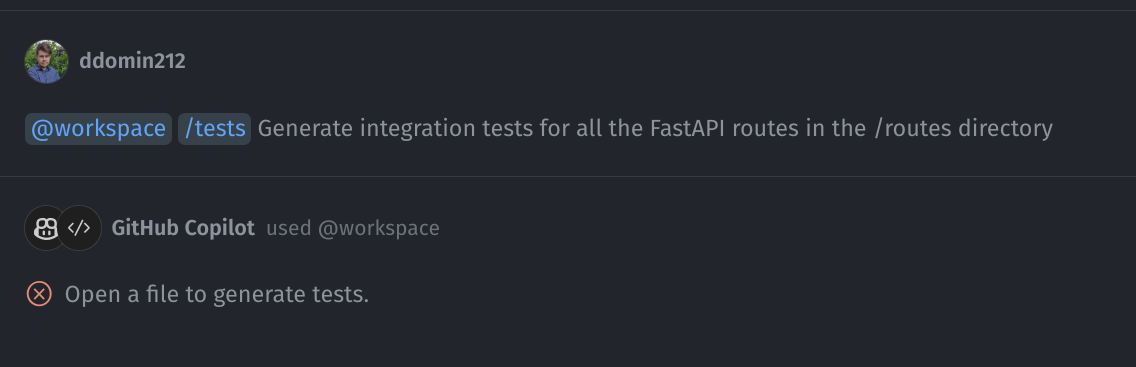 ddomin212
@workspace /tests Generate integration tests for all the FastAPI routes in the /routes directory
GitHub Copilot used @workspace
Open a file to generate tests.